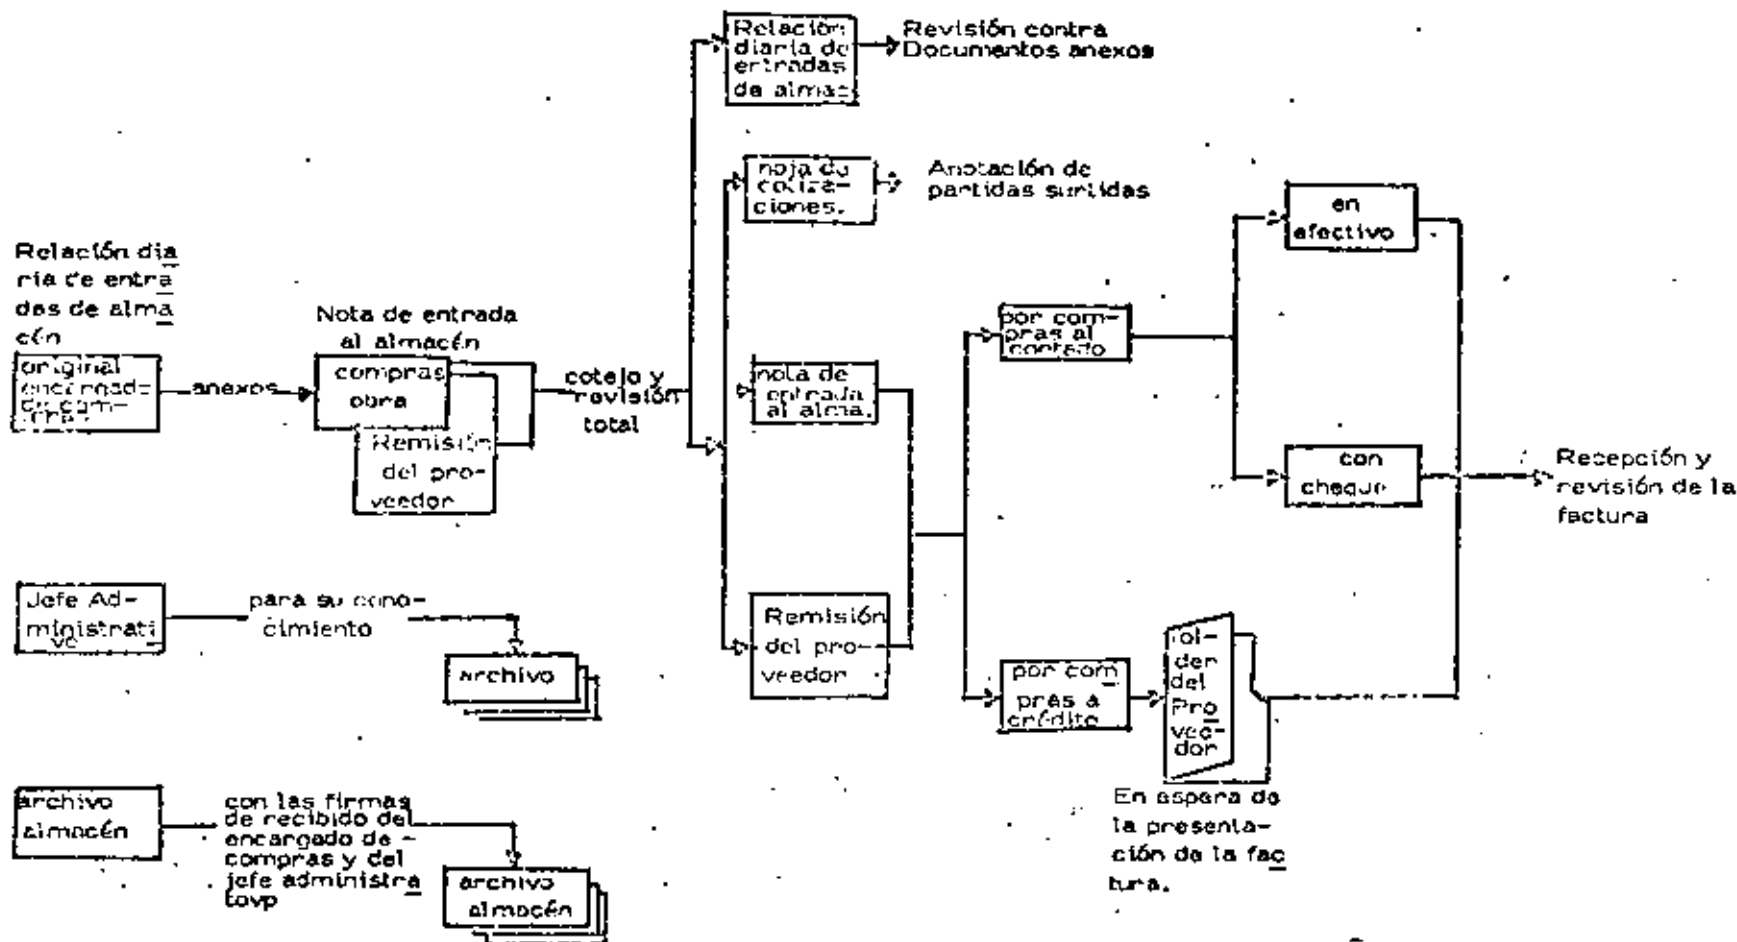 Relación
diaria de
entradas
de almac
Revisión contra
Documentos anexos
hoja de
cotiza-
ciones.
Anotación de
partidas surtidas
en
efectivo
Relación dia
ria de entra
das de alma
cén
original
encargado
Nota de entrada
al almacén
compras
obra
anexos
Remisión
del pro-
veedor
cotejo y
revisión
total
nota de
entrada
al alma.
por com-
pras al
contado
con
cheque
Recepción y
revisión de la
factura
Jefe Ad-
ministrati
vo
para su cono-
cimiento
archivo
Remisión
del pro-
veedor
por com
pras a
crédito
fol-
der
del
Pro
vee-
dor
En espera de
la presenta-
ción de la fac
tura.
archivo
almacén
con las firmas
de recibido del
encargado de -
compras y del
jefe administra
tovp
archivo
almacén